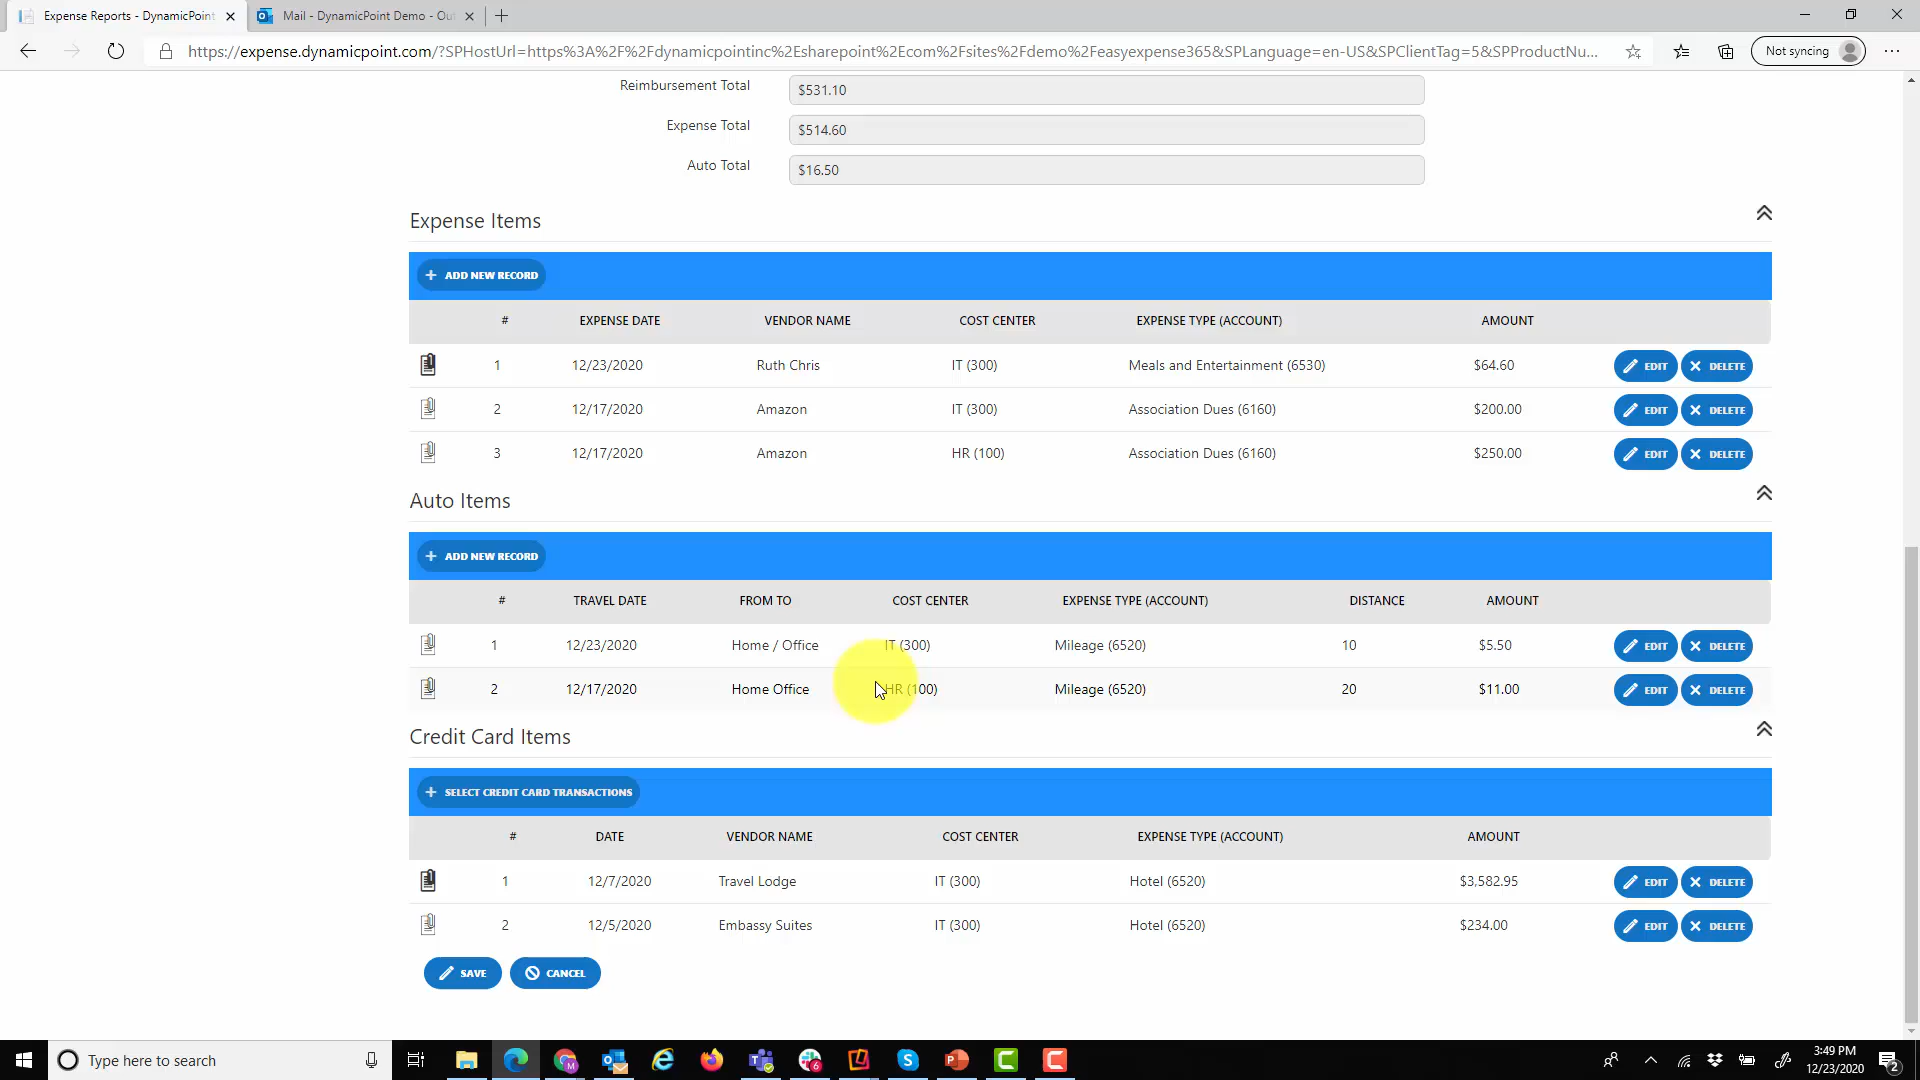 Expense Reports - DynamicPoint
Mail - DynamicPoint Demo - Out
https://expense.dynamicpoint.com/?SPHostUrl=https%3A%2F%2Fdynamicpointinc%2Esharepoint%2Ecom%2Fsites%2Fdemo%2Feasyexpense365&SPLanguage=en-US&SPClientTag=5&SPProductNu...
Not syncing
Reimbursement Total $531.10
Expense Total $514.60
Auto Total $16.50
Expense Items
+ ADD NEW RECORD
# EXPENSE DATE VENDOR NAME COST CENTER EXPENSE TYPE (ACCOUNT) AMOUNT
1 12/23/2020 Ruth Chris IT (300) Meals and Entertainment (6530) $64.60 EDIT DELETE
2 12/17/2020 Amazon IT (300) Association Dues (6160) $200.00 EDIT DELETE
3 12/17/2020 Amazon HR (100) Association Dues (6160) $250.00 EDIT DELETE
Auto Items
+ ADD NEW RECORD
# TRAVEL DATE FROM TO COST CENTER EXPENSE TYPE (ACCOUNT) DISTANCE AMOUNT
1 12/23/2020 Home / Office IT (300) Mileage (6520) 10 $5.50 EDIT DELETE
2 12/17/2020 Home Office HR (100) Mileage (6520) 20 $11.00 EDIT DELETE
Credit Card Items
+ SELECT CREDIT CARD TRANSACTIONS
# DATE VENDOR NAME COST CENTER EXPENSE TYPE (ACCOUNT) AMOUNT
1 12/7/2020 Travel Lodge IT (300) Hotel (6520) $3,582.95 EDIT DELETE
2 12/5/2020 Embassy Suites IT (300) Hotel (6520) $234.00 EDIT DELETE
SAVE CANCEL
Type here to search
3:49 PM
12/23/2020
2